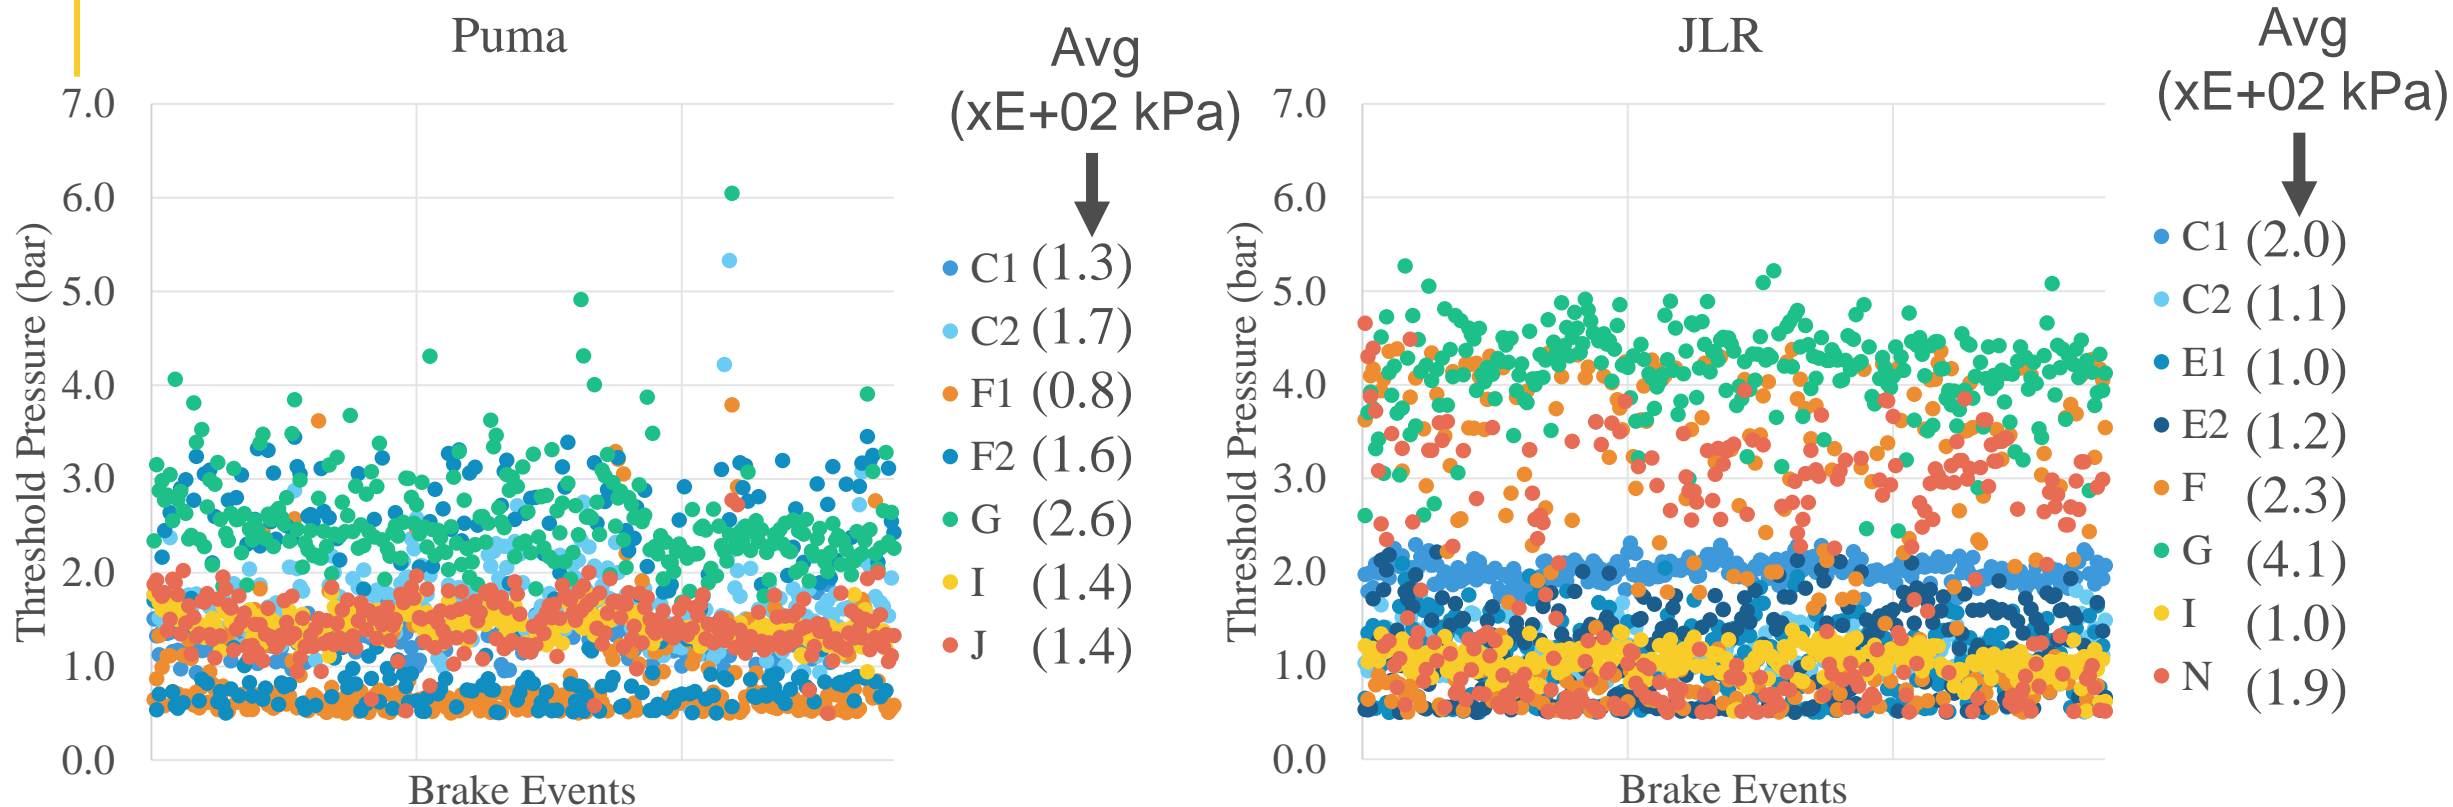 Puma
Avg
(xE+02 kPa)
7.0
6.0
5.0
4.0
3.0
2.0
1.0
0.0
Threshold Pressure (bar)
Brake Events
C1 (1.3)
C2 (1.7)
F1 (0.8)
F2 (1.6)
G (2.6)
I (1.4)
J (1.4)
JLR
Avg
(xE+02 kPa)
7.0
6.0
5.0
4.0
3.0
2.0
1.0
0.0
Threshold Pressure (bar)
Brake Events
C1 (2.0)
C2 (1.1)
E1 (1.0)
E2 (1.2)
F (2.3)
G (4.1)
I (1.0)
N (1.9)